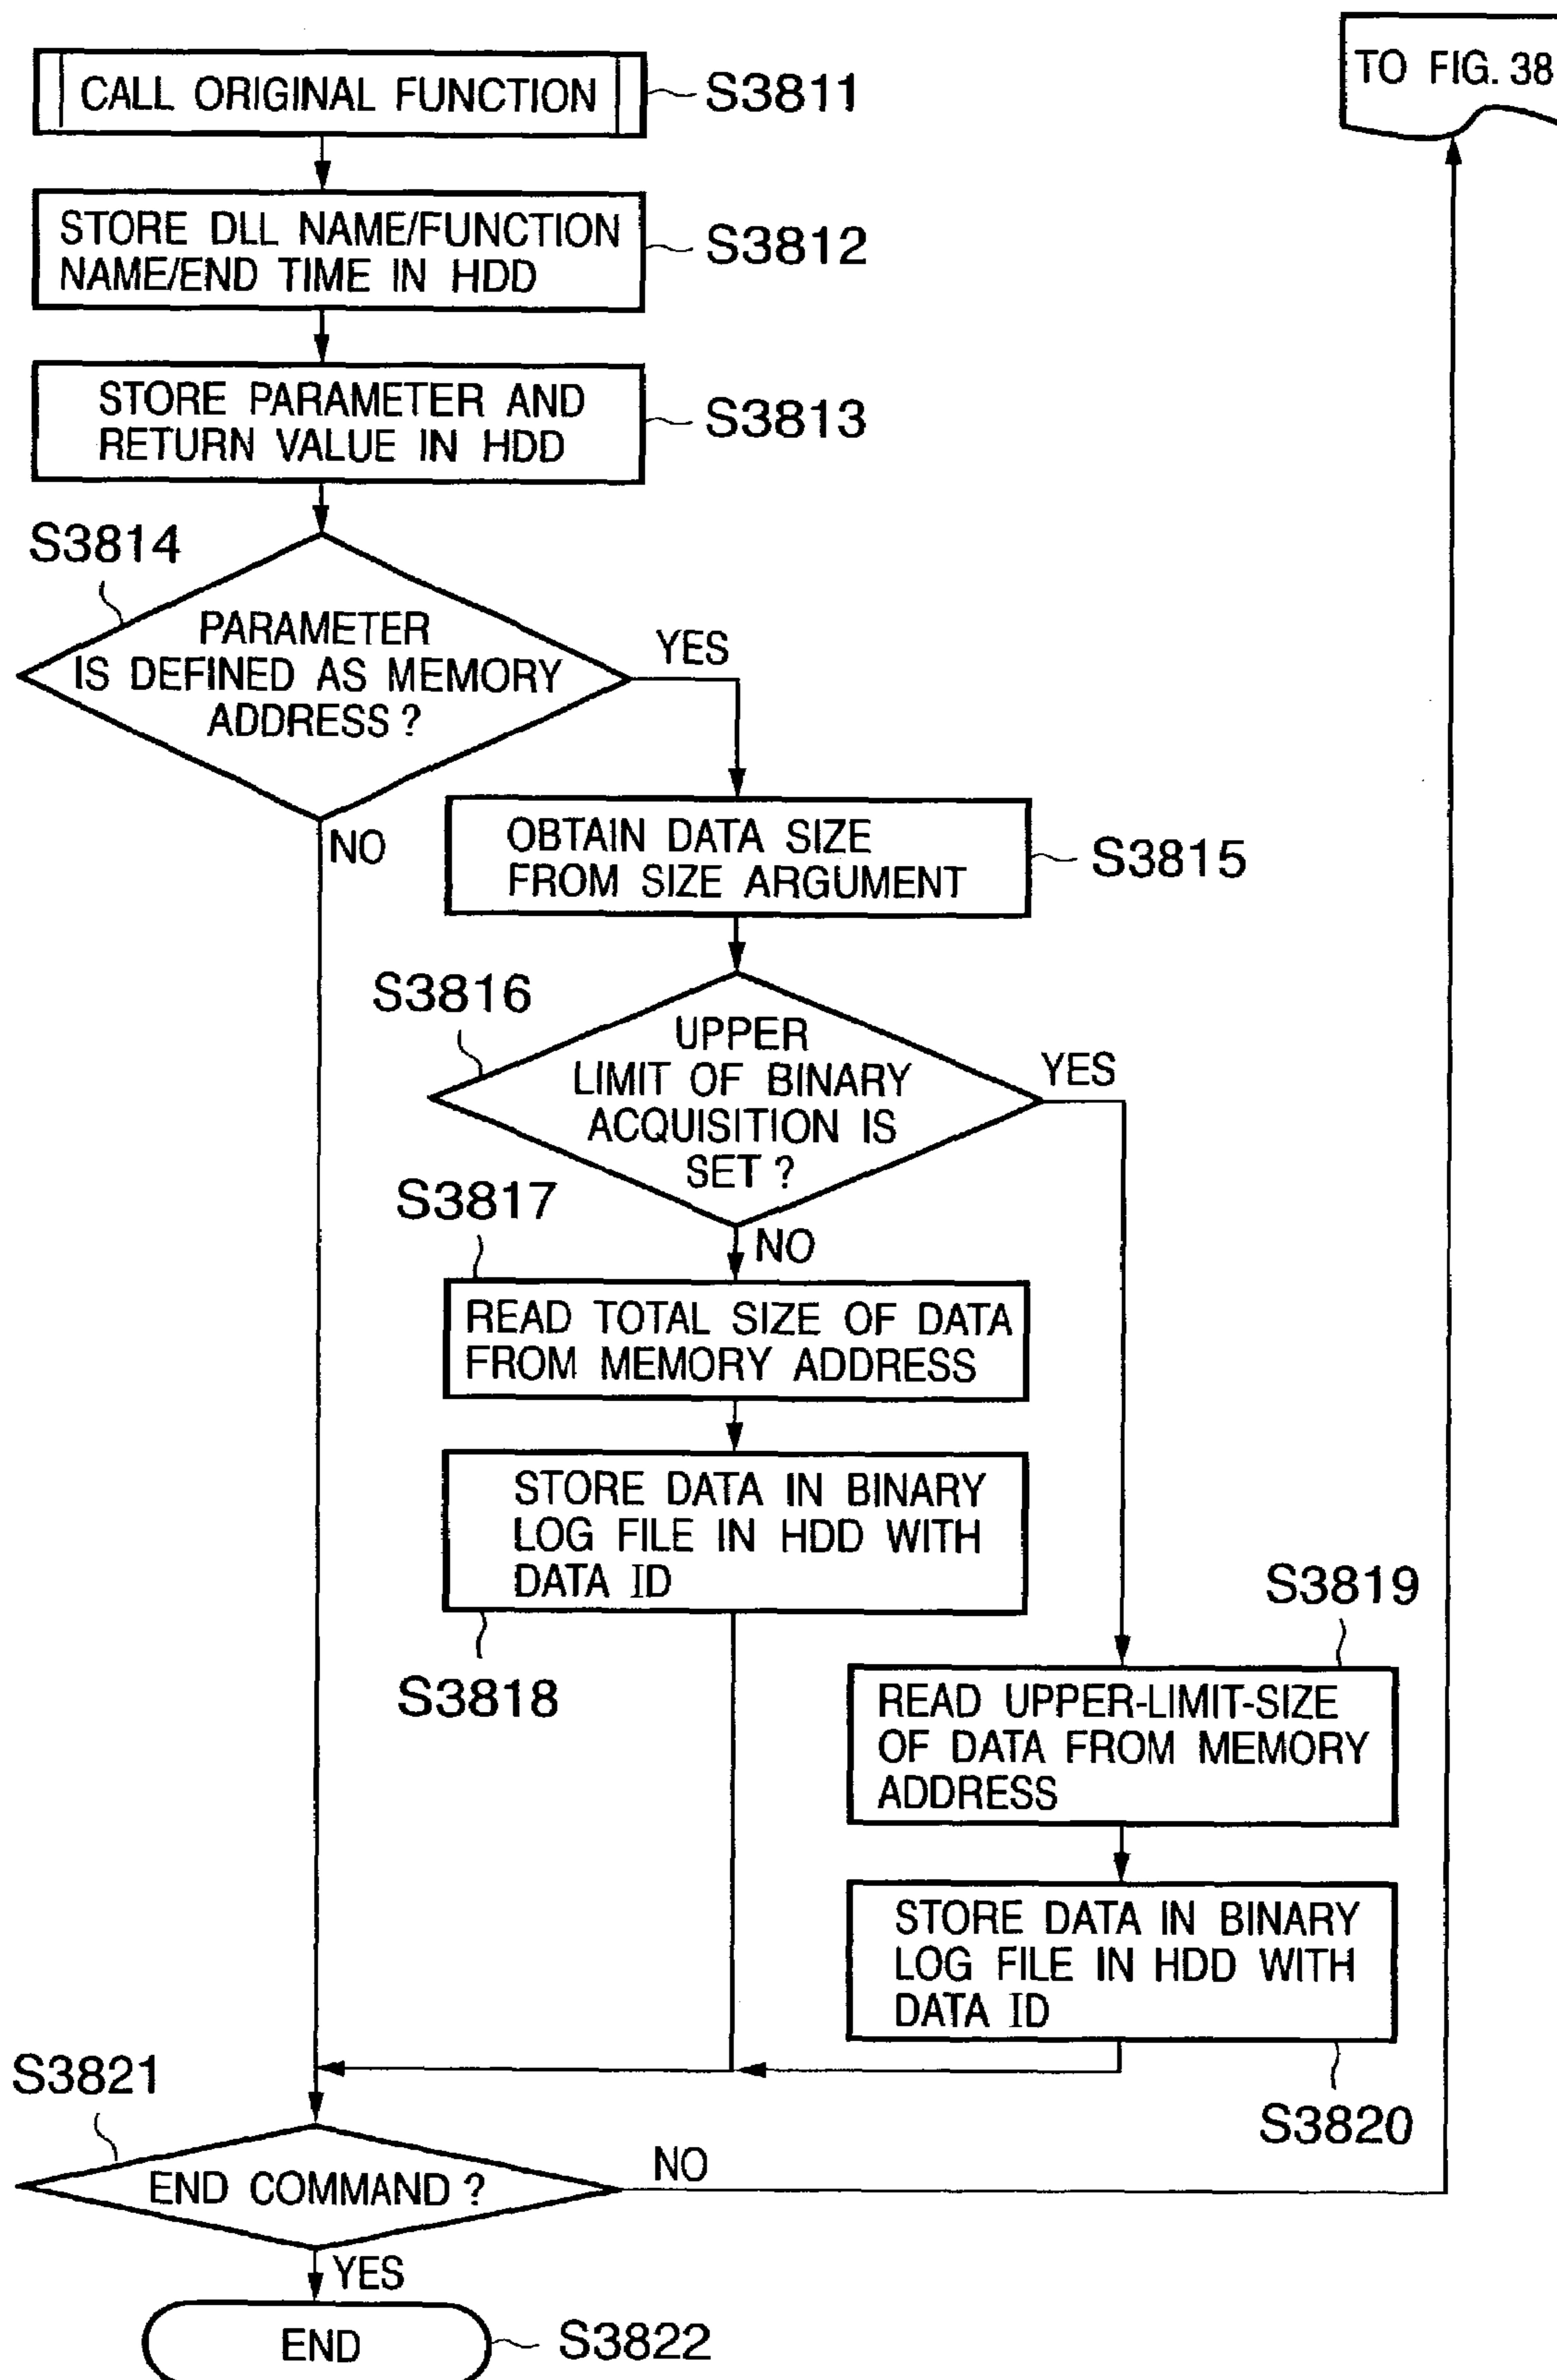 CALL ORIGINAL FUNCTION
S3811
TO FIG. 38
STORE DLL NAME/FUNCTION
NAME/END TIME IN HDD
S3812
STORE PARAMETER AND
RETURN VALUE IN HDD
S3813
S3814
PARAMETER
IS DEFINED AS MEMORY
ADDRESS ?
YES
NO
OBTAIN DATA SIZE
FROM SIZE ARGUMENT
S3815
S3816
UPPER
LIMIT OF BINARY
ACQUISITION IS
SET ?
YES
NO
S3817
READ TOTAL SIZE OF DATA
FROM MEMORY ADDRESS
STORE DATA IN BINARY
LOG FILE IN HDD WITH
DATA ID
S3818
S3819
READ UPPER-LIMIT-SIZE
OF DATA FROM MEMORY
ADDRESS
STORE DATA IN BINARY
LOG FILE IN HDD WITH
DATA ID
S3820
S3821
END COMMAND ?
NO
YES
END
S3822